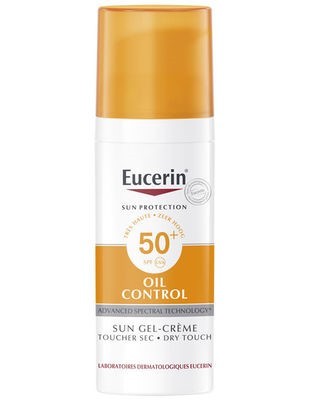 Eucerin®
SUN PROTECTION
TRÈS HAUTE • ZEER HOOG
50+
SPF
OIL
CONTROL
ADVANCED SPECTRAL TECHNOLOGY*
SUN GEL-CRÈME
TOUCHER SEC • DRY TOUCH
LABORATOIRES DERMATOLOGIQUES EUCERIN